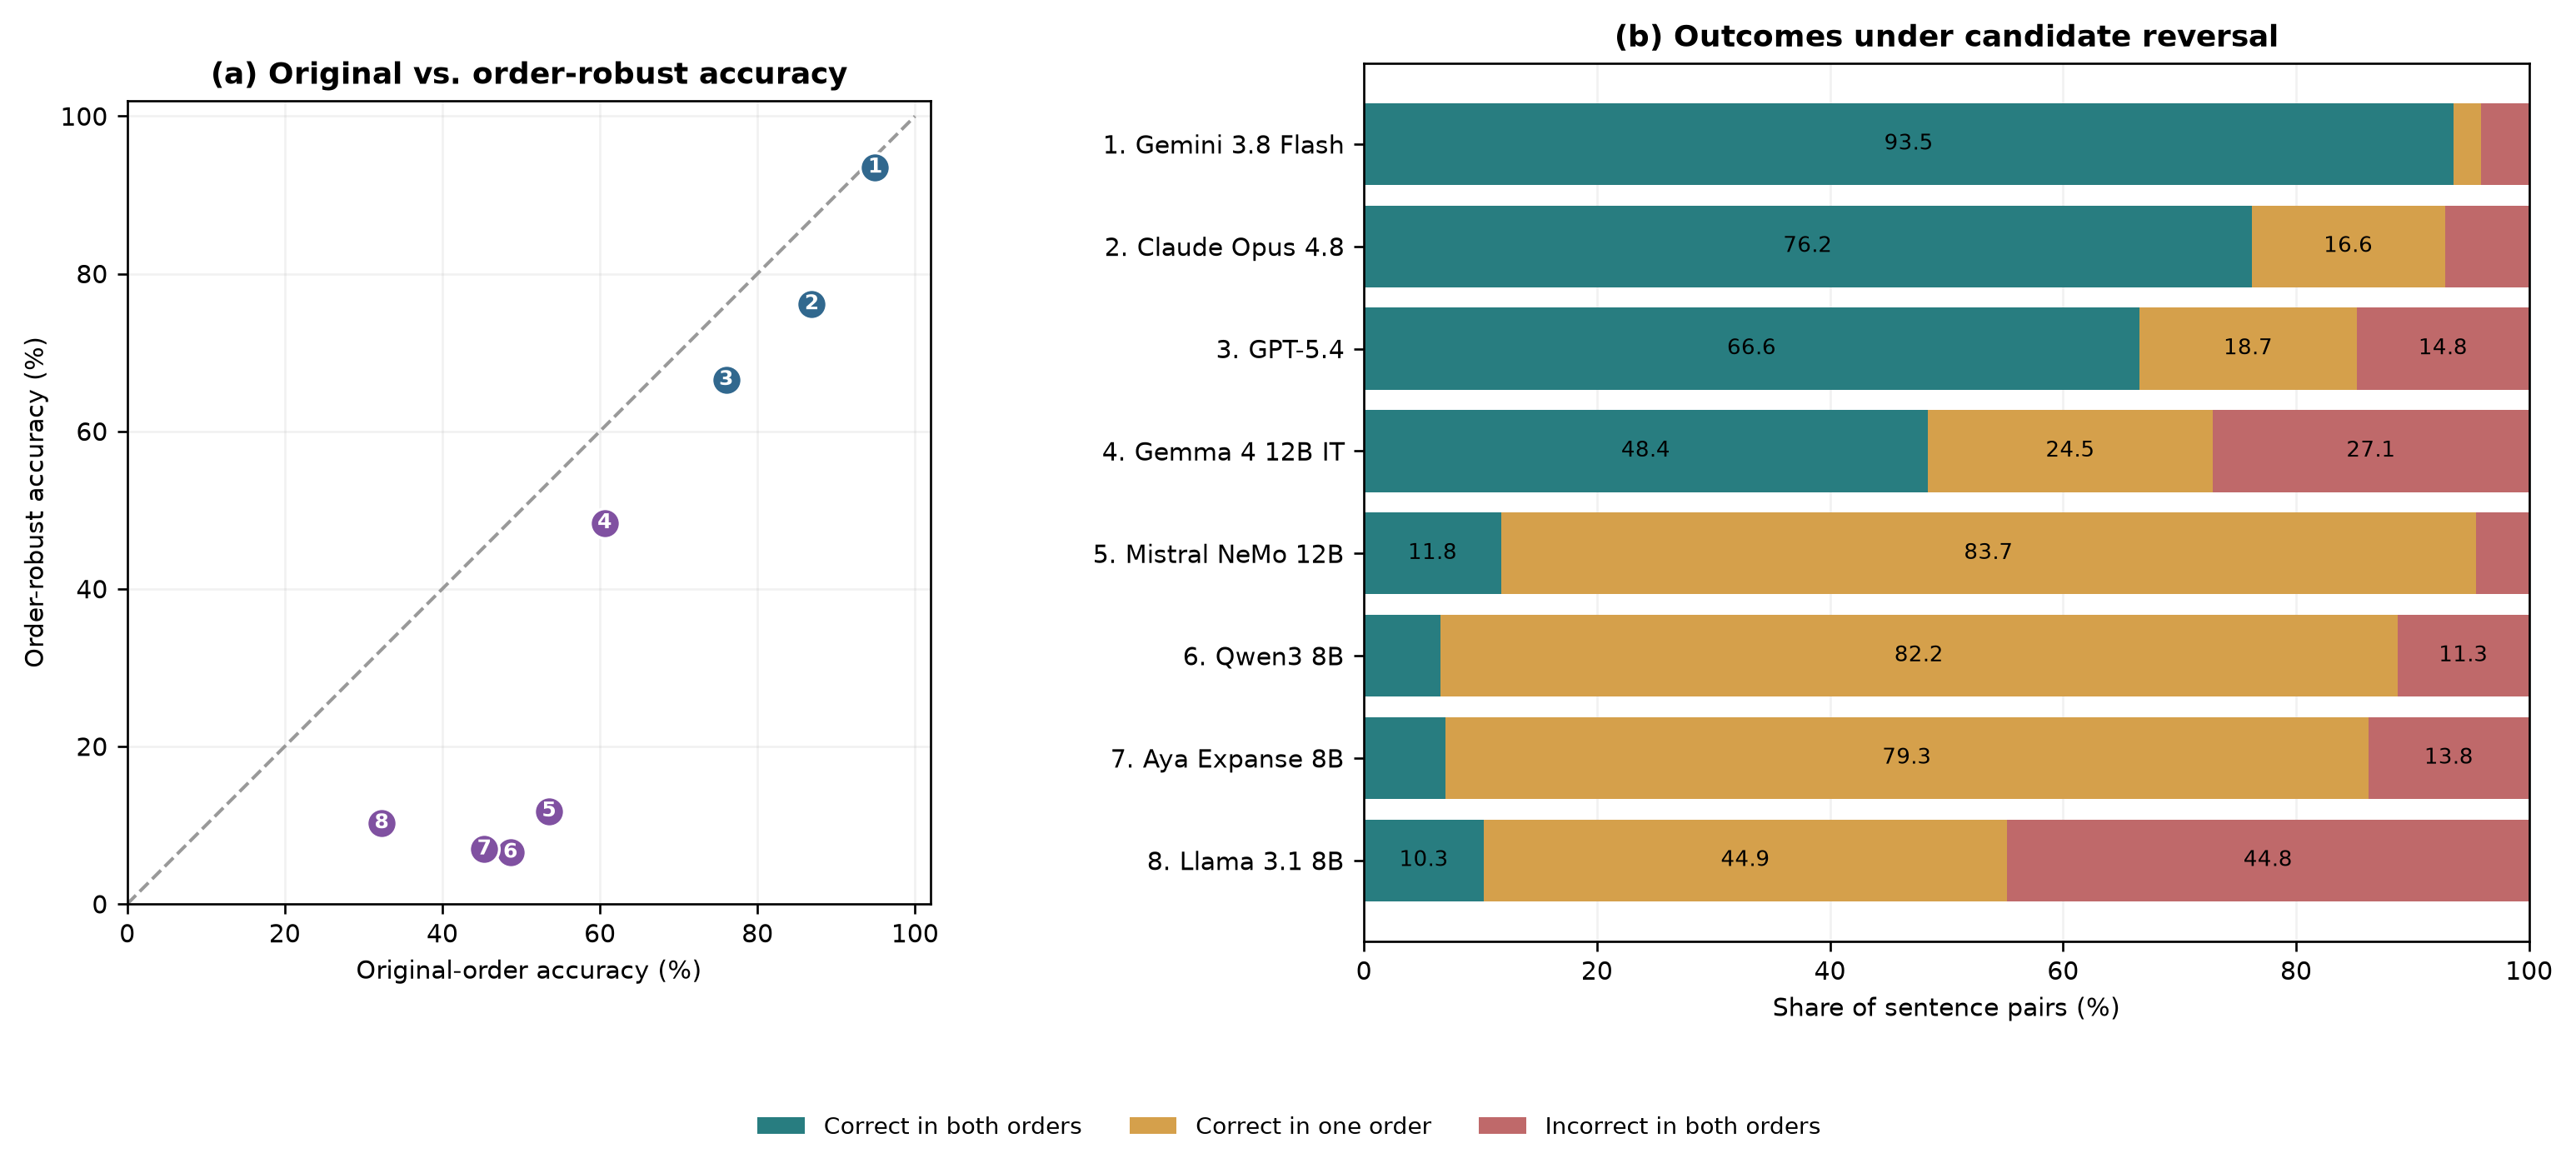 (a) Original vs. order-robust accuracy
Order-robust accuracy (%)
100
80
60
40
20
0
1
2
3
4
5
6
7
8
0 20 40 60 80 100
Original-order accuracy (%)
(b) Outcomes under candidate reversal
1. Gemini 3.8 Flash 93.5
2. Claude Opus 4.8 76.2 16.6
3. GPT-5.4 66.6 18.7 14.8
4. Gemma 4 12B IT 48.4 24.5 27.1
5. Mistral NeMo 12B 11.8 83.7
6. Qwen3 8B 82.2 11.3
7. Aya Expanse 8B 79.3 13.8
8. Llama 3.1 8B 10.3 44.9 44.8
0 20 40 60 80 100
Share of sentence pairs (%)
Correct in both orders Correct in one order Incorrect in both orders